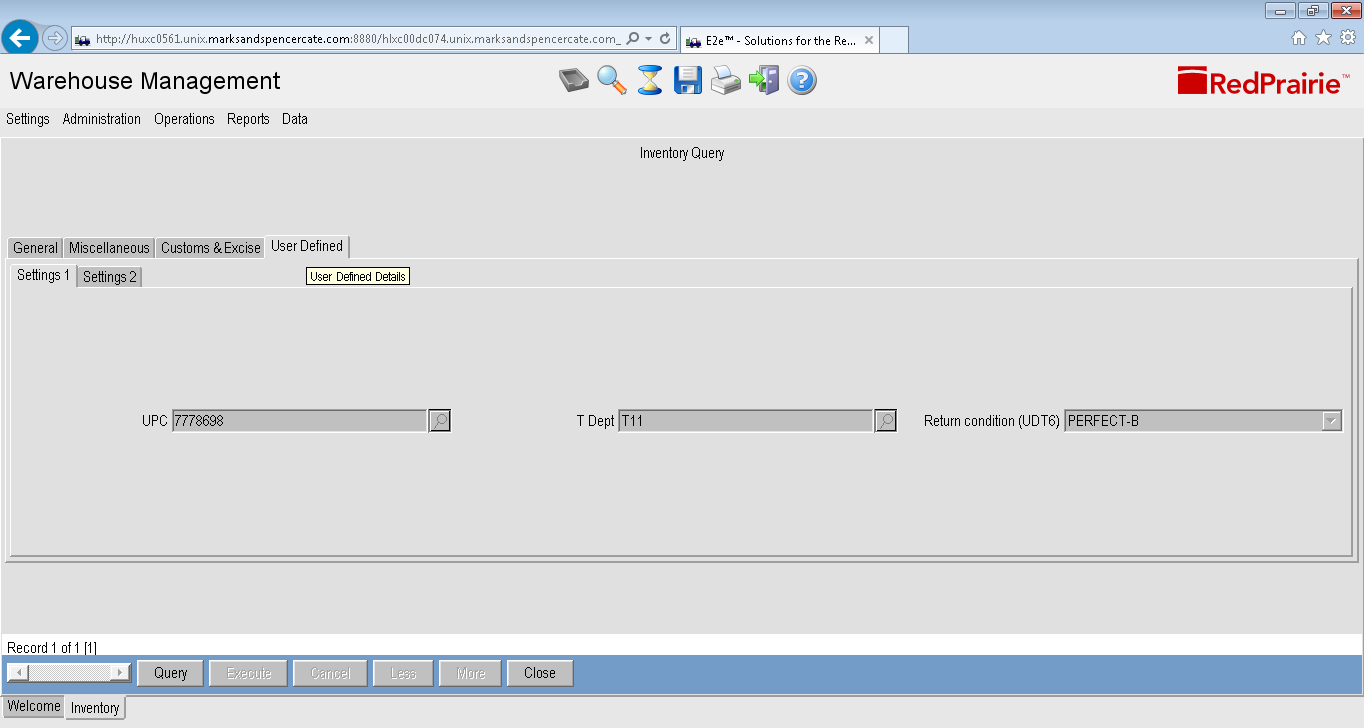 http://huxc0561.unix.marksandspencercate.com:8880/hlxc00dc074.unix.marksandspencercate.com_
E2e™ - Solutions for the Re...
Warehouse Management
RedPrairie™
Settings Administration Operations Reports Data
Inventory Query
General Miscellaneous Customs & Excise User Defined
Settings 1 Settings 2
User Defined Details
UPC 7778698 T Dept T11 Return condition (UDT6) PERFECT-B
Record 1 of 1 [1]
Query Execute Cancel Less More Close
Welcome Inventory